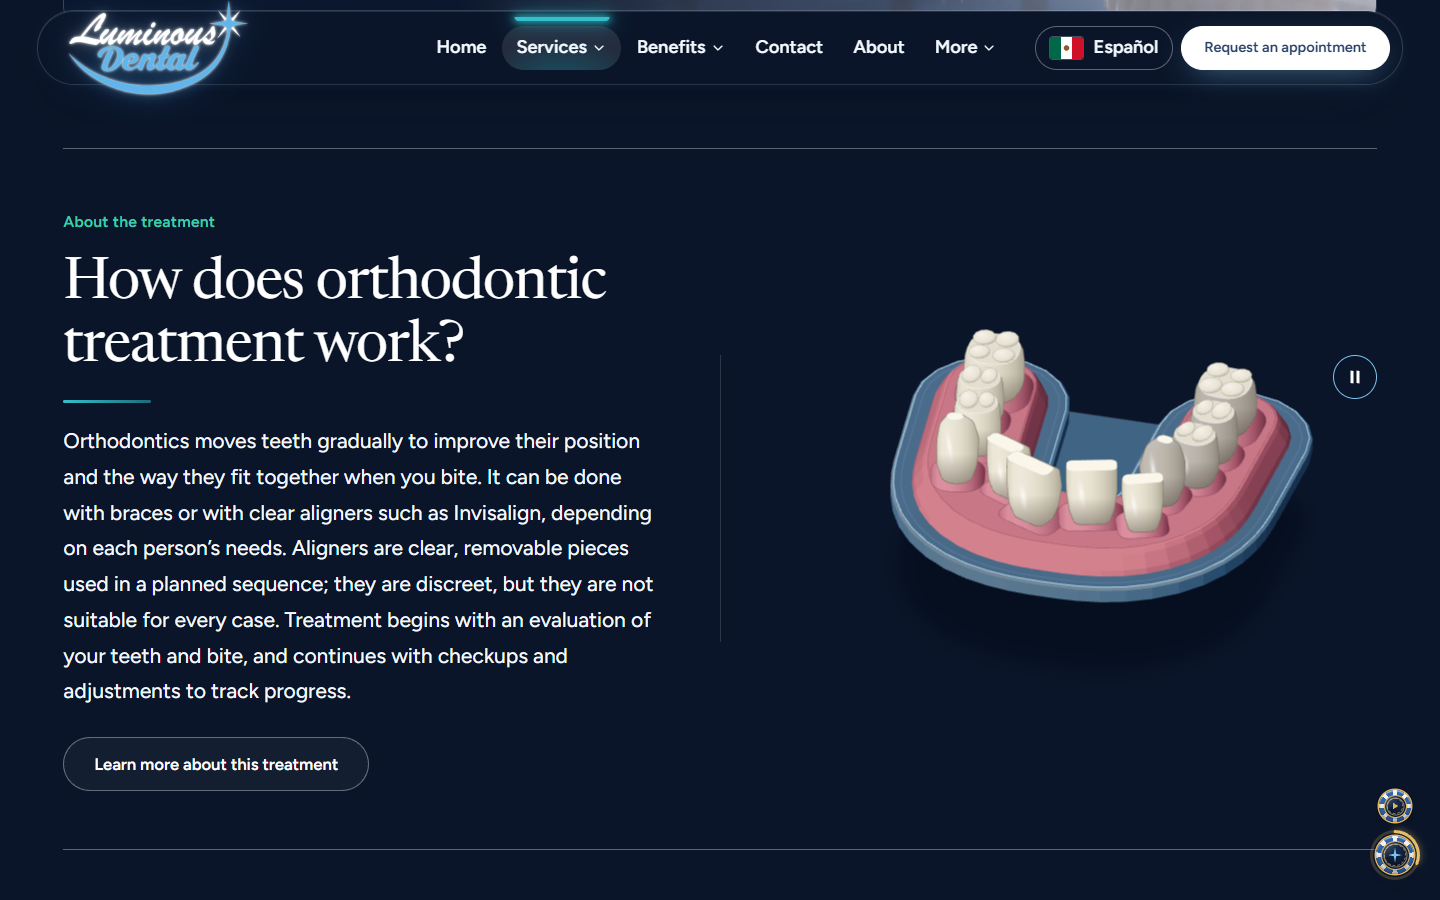 Luminous
Dental
Home
Services
Benefits
Contact
About
More
Español
Request an appointment
About the treatment
How does orthodontic
treatment work?
Orthodontics moves teeth gradually to improve their position
and the way they fit together when you bite. It can be done
with braces or with clear aligners such as Invisalign, depending
on each person’s needs. Aligners are clear, removable pieces
used in a planned sequence; they are discreet, but they are not
suitable for every case. Treatment begins with an evaluation of
your teeth and bite, and continues with checkups and
adjustments to track progress.
Learn more about this treatment